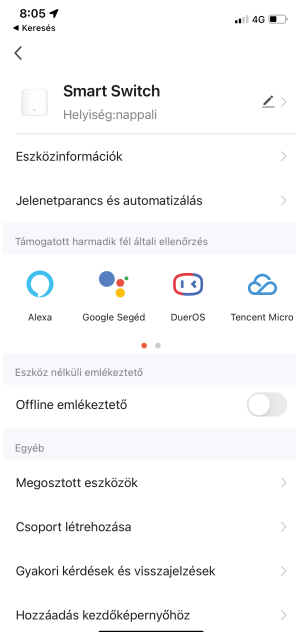 8:05
4G
◀ Keresés
Smart Switch
Helyiség:nappali
Eszközinformációk
Jelenetparancs és automatizálás
Támogatott harmadik fél általi ellenőrzés
Alexa
Google Segéd
DuerOS
Tencent Micro
Eszköz nélküli emlékeztető
Offline emlékeztető
Egyéb
Megosztott eszközök
Csoport létrehozása
Gyakori kérdések és visszajelzések
Hozzáadás kezdőképernyőhöz